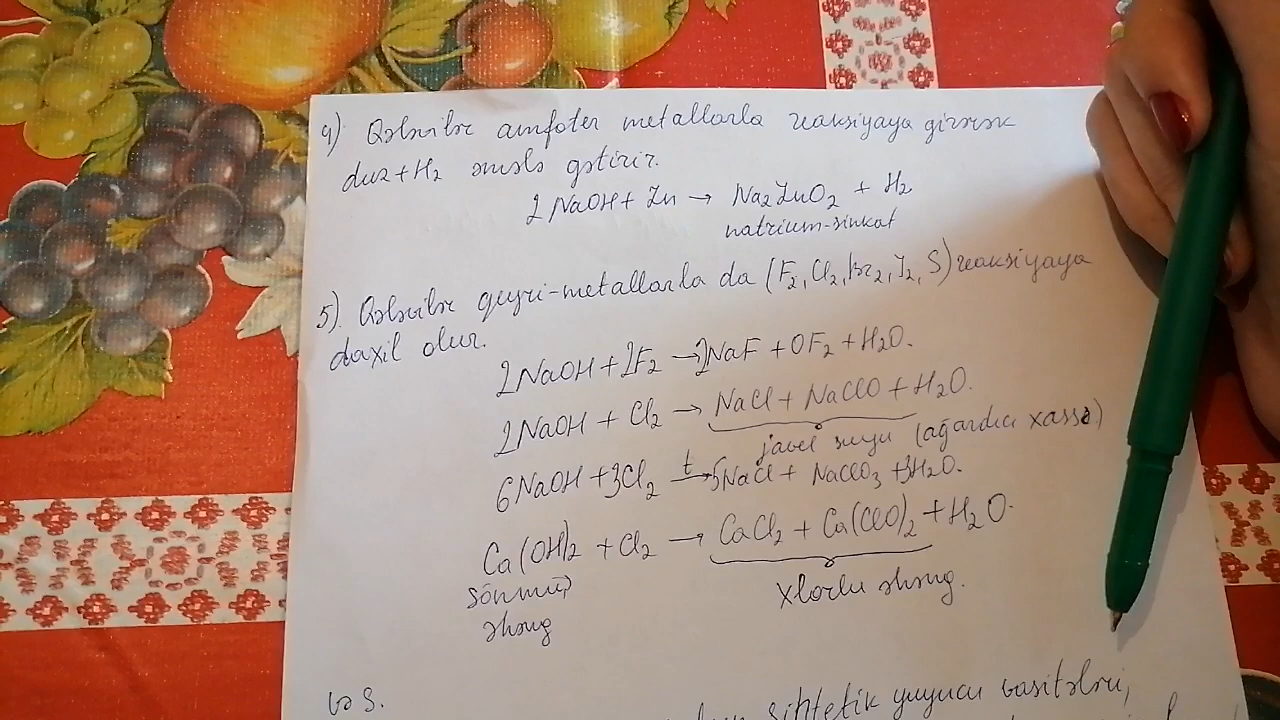 4) Qələvilər amfoter metallarla reaksiyaya girərək
duz+H₂ əmələ gətirir.
2NaOH + Zn → Na₂ZnO₂ + H₂
natrium-sinkat
5) Qələvilər qeyri-metallarla da (F₂, Cl₂, Br₂, J₂, S) reaksiyaya
daxil olur.
2NaOH + 2F₂ → 2NaF + OF₂ + H₂O.
2NaOH + Cl₂ → NaCl + NaClO + H₂O.
javel suyu (ağardıcı xassə)
6NaOH + 3Cl₂ t→ 5NaCl + NaClO₃ + 3H₂O.
Ca(OH)₂ + Cl₂ → CaCl₂ + Ca(ClO)₂ + H₂O.
sönmüş
əhəng
xlorlu əhəng.
və s.
sintetik yuyucu vasitələri,